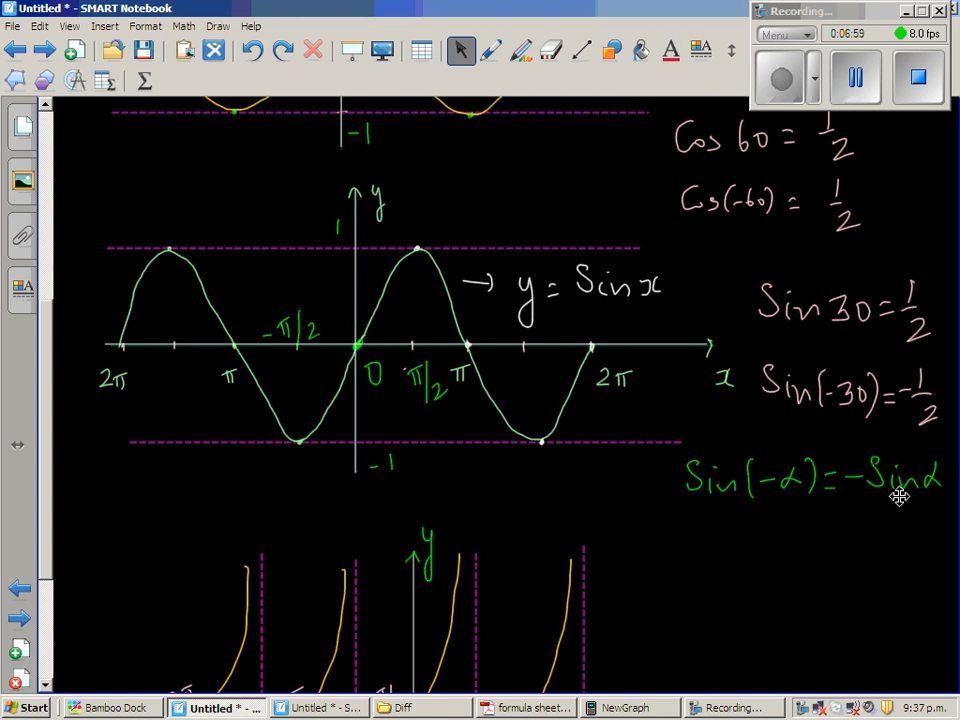 Untitled * - SMART Notebook
File Edit View Insert Format Math Draw Help
Recording...
Menu 0:06:59 8.0 fps
-1
Cos 60 = 1/2
Cos(-60) = 1/2
y
1
→ y = Sin x
-π/2
2π π 0 π/2 π 2π x
-1
Sin 30 = 1/2
Sin(-30) = -1/2
Sin(-α) = -Sin α
y
Start Bamboo Dock Untitled * - ... Untitled * - S... Diff formula sheet... NewGraph Recording... 9:37 p.m.